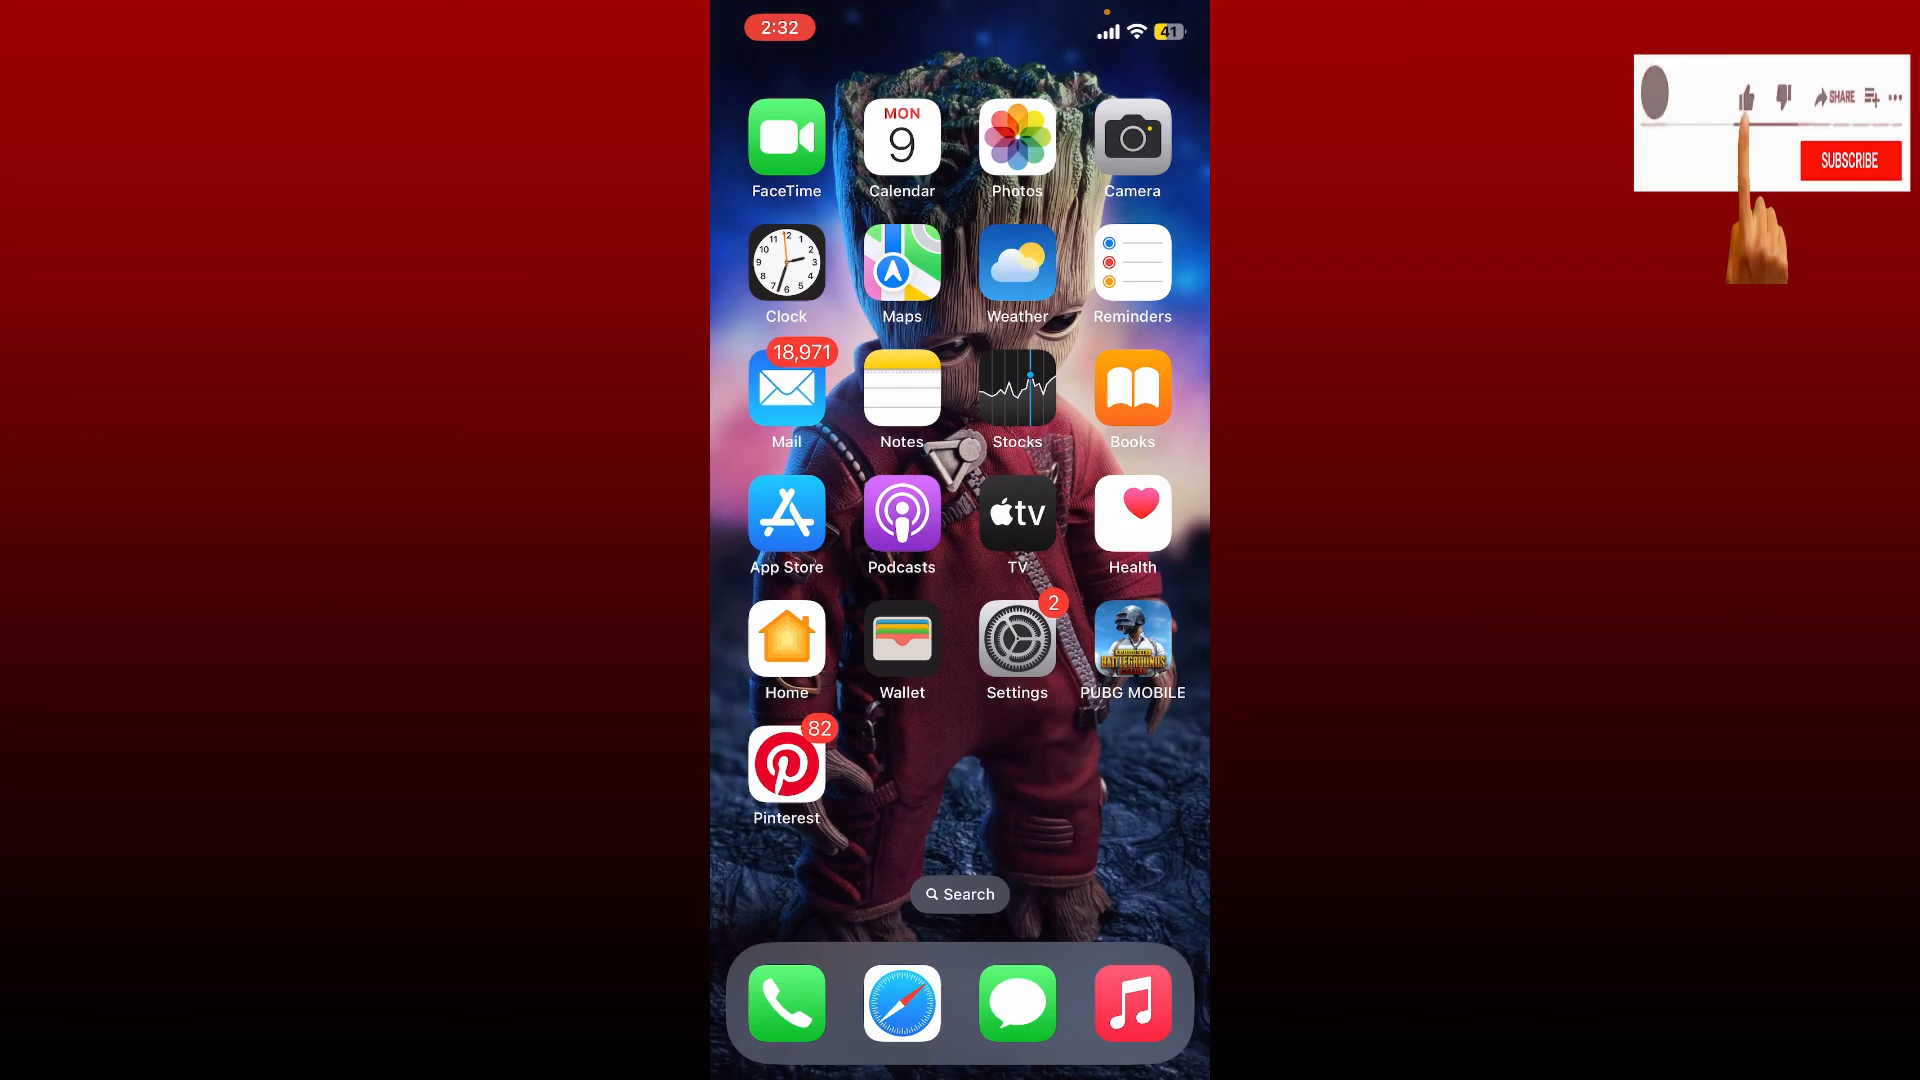 2:32
41
FaceTime
MON
9
Calendar
Photos
Camera
Clock
Maps
Weather
Reminders
18,971
Mail
Notes
Stocks
Books
App Store
Podcasts
tv
TV
Health
Home
Wallet
2
Settings
BATTLEGROUNDS
PUBG MOBILE
82
Pinterest
Search
SHARE
SUBSCRIBE